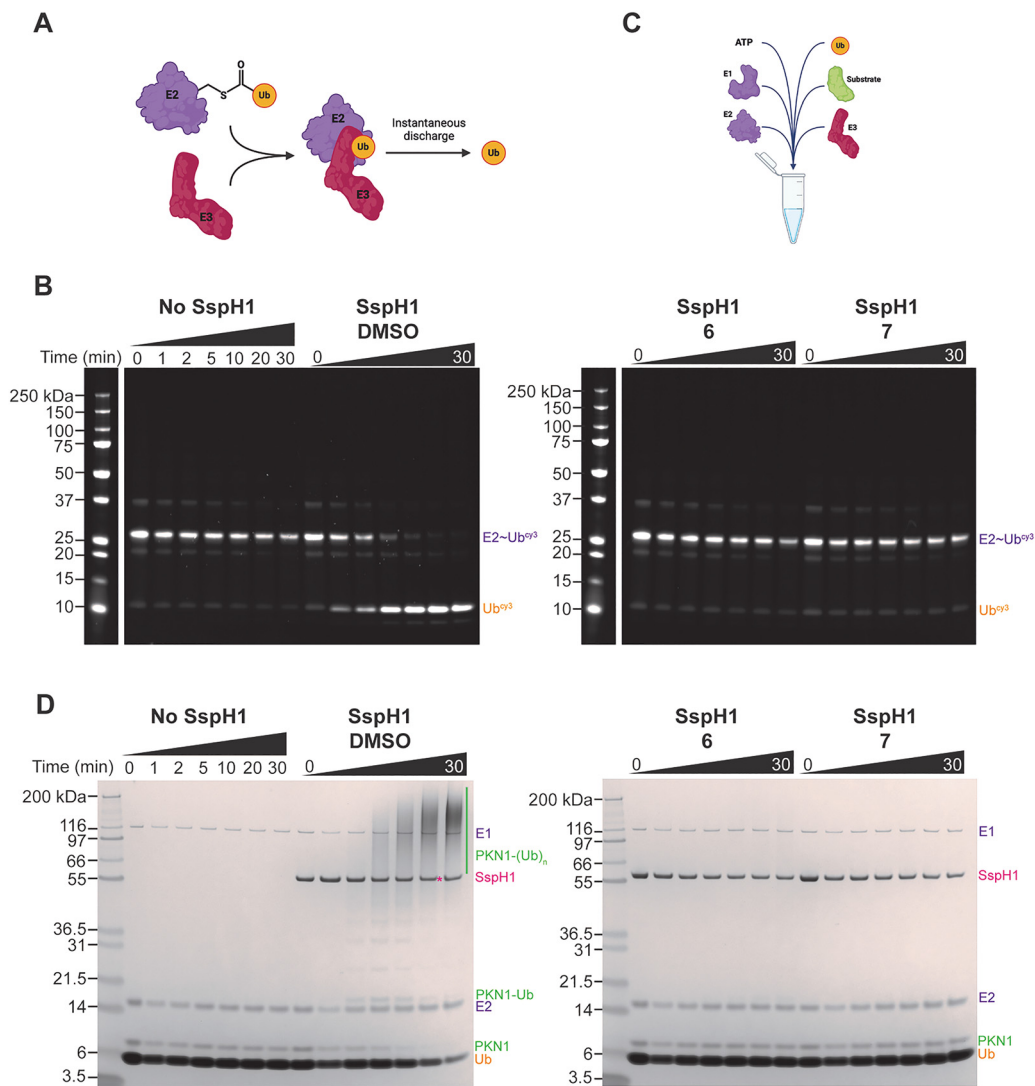 A
E2
S
O
Ub
E3
E2
Ub
E3
Instantaneous
discharge
Ub
C
ATP
Ub
E1
Substrate
E2
E3
B
No SspH1
SspH1
DMSO
Time (min)
0 1 2 5 10 20 30
0 30
250 kDa
150
100
75
50
37
25
20
15
10
E2~Ubcy3
Ubcy3
SspH1
6
SspH1
7
0 30
0 30
250 kDa
150
100
75
50
37
25
20
15
10
E2~Ubcy3
Ubcy3
D
No SspH1
SspH1
DMSO
Time (min)
0 1 2 5 10 20 30
0 30
200 kDa
116
97
66
55
36.5
31
21.5
14
6
3.5
E1
PKN1-(Ub)n
*
SspH1
PKN1-Ub
E2
PKN1
Ub
SspH1
6
SspH1
7
0 30
0 30
200 kDa
116
97
66
55
36.5
31
21.5
14
6
3.5
E1
SspH1
E2
PKN1
Ub